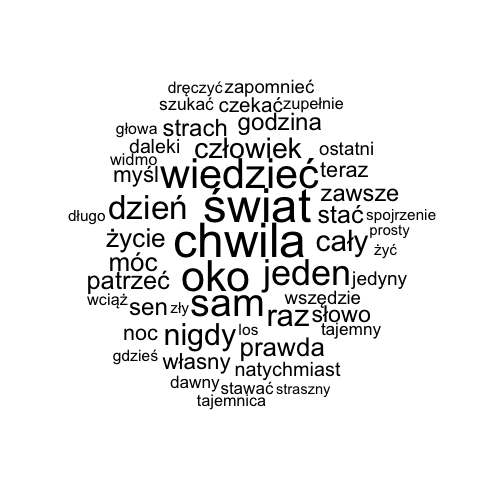 dręczyć zapomnieć
szukać czekać zupełnie
głowa strach godzina
daleki człowiek ostatni
widmo wiedzieć teraz
myśl zawsze
długo dzień świat stać spojrzenie
życie chwila cały prosty
żyć
móc oko jeden jedyny
patrzeć
wciąż sen zły sam wszędzie
raz słowo
noc nigdy los tajemny
gdzieś własny prawda
natychmiast
dawny stawać straszny
tajemnica